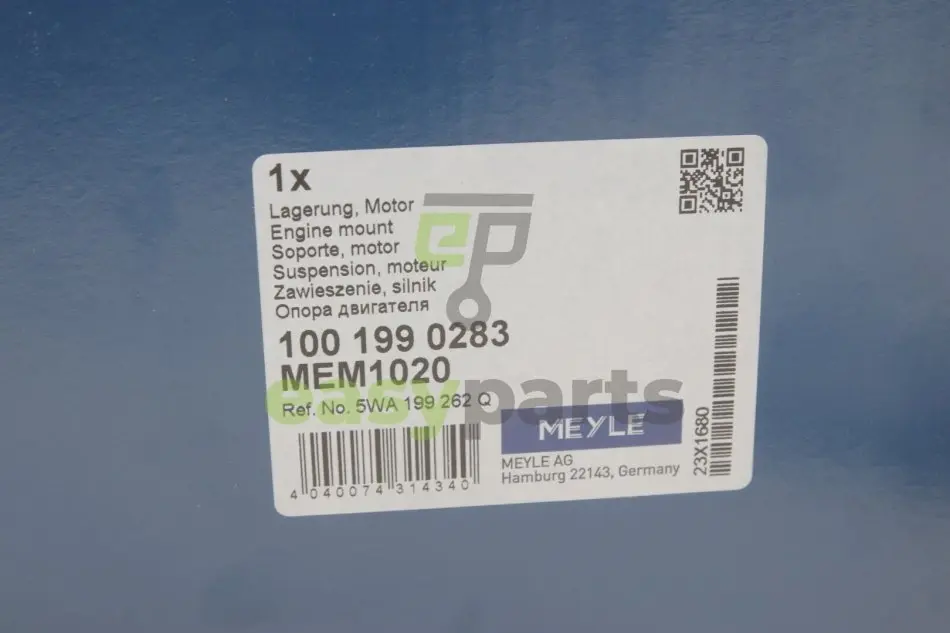 1x
Lagerung, Motor
Engine mount
Soporte, motor
Suspension, moteur
Zawieszenie, silnik
Опора двигателя
100 199 0283
MEM1020
Ref. No. 5WA 199 262 Q
4 040074 314340
MEYLE
MEYLE AG
Hamburg 22143, Germany
23X1680
ep
easyparts